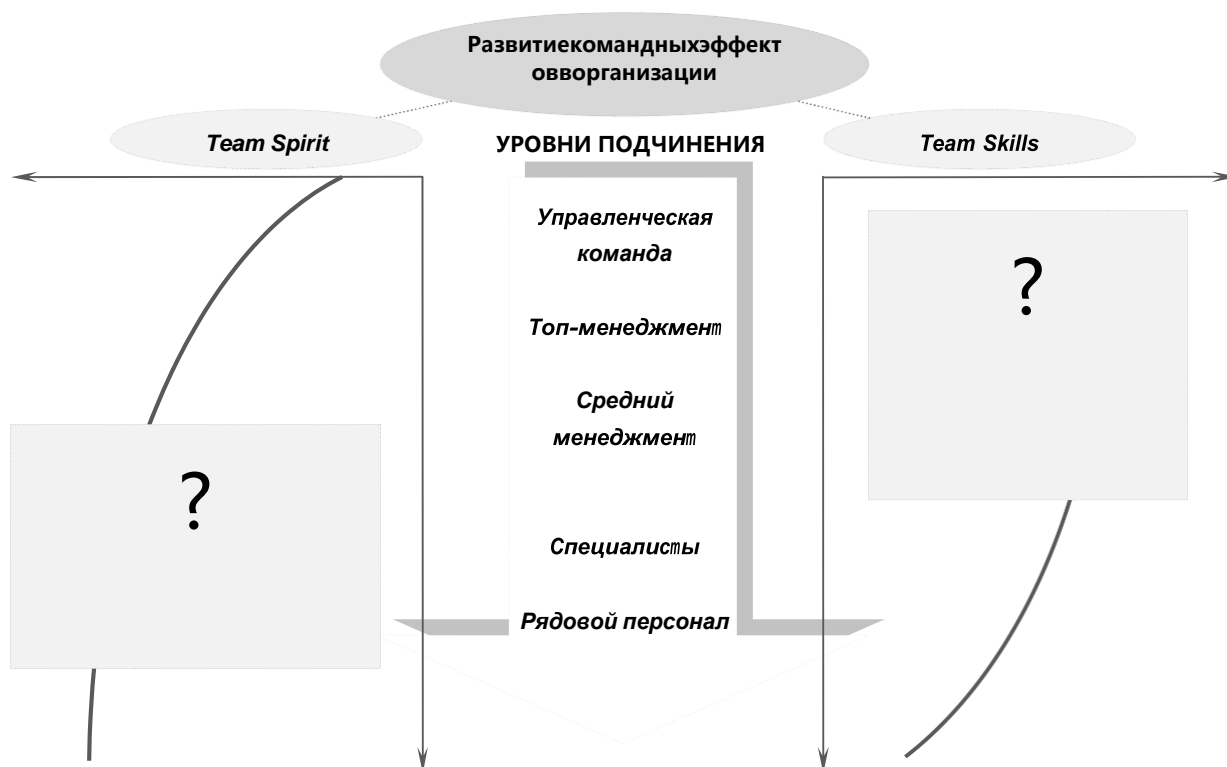 Развитиекомандныхэффект
овворганизации
Team Spirit
УРОВНИ ПОДЧИНЕНИЯ
Team Skills
Управленческая
команда
?
Топ-менеджмент
Средний
менеджмент
?
Специалисты
Рядовой персонал